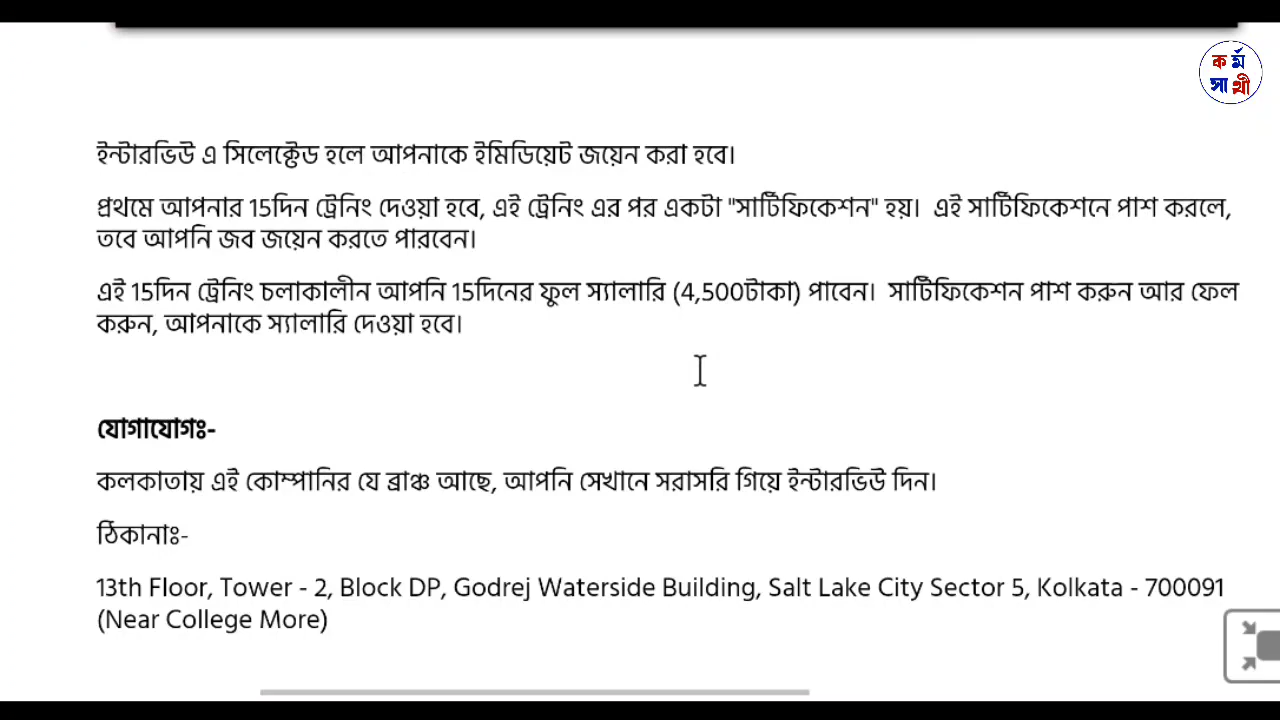 কর্ম
সাথী
ইন্টারভিউ এ সিলেক্টেড হলে আপনাকে ইমিডিয়েট জয়েন করা হবে।
প্রথমে আপনার 15দিন ট্রেনিং দেওয়া হবে, এই ট্রেনিং এর পর একটা "সার্টিফিকেশন" হয়। এই সার্টিফিকেশনে পাশ করলে,
তবে আপনি জব জয়েন করতে পারবেন।
এই 15দিন ট্রেনিং চলাকালীন আপনি 15দিনের ফুল স্যালারি (4,500টাকা) পাবেন। সার্টিফিকেশন পাশ করুন আর ফেল
করুন, আপনাকে স্যালারি দেওয়া হবে।
যোগাযোগঃ-
কলকাতায় এই কোম্পানির যে ব্রাঞ্চ আছে, আপনি সেখানে সরাসরি গিয়ে ইন্টারভিউ দিন।
ঠিকানাঃ-
13th Floor, Tower - 2, Block DP, Godrej Waterside Building, Salt Lake City Sector 5, Kolkata - 700091
(Near College More)